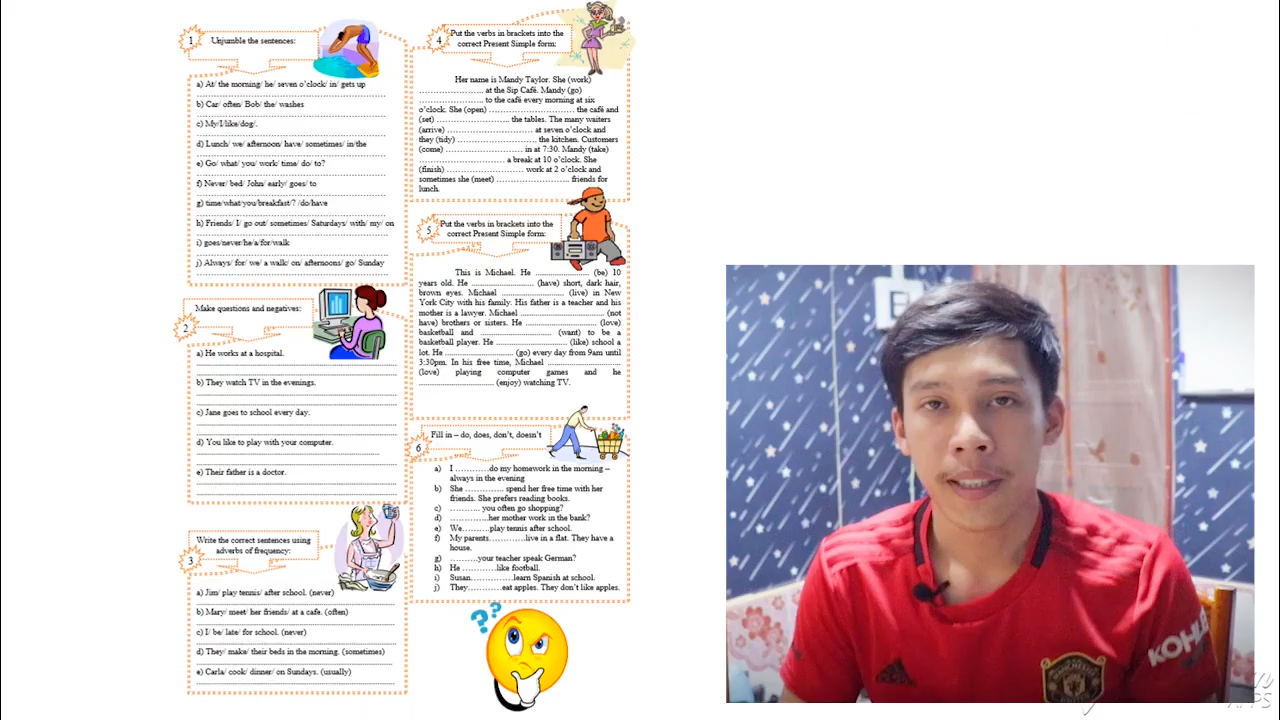 1
Unjumble the sentences:
a) At/ the morning/ he/ seven o'clock/ in/ gets up
b) Car/ often/ Bob/ the/ washes
c) My/I/like/dog/.
d) Lunch/ we/ afternoon/ have/ sometimes/ in/the
e) Go/ what/ you/ work/ time/ do/ to?
f) Never/ bed/ John/ early/ goes/ to
g) time/what/you/breakfast/? /do/have
h) Friends/ I/ go out/ sometimes/ Saturdays/ with/ my/ on
i) goes/never/he/a/for/walk
j) Always/ for/ we/ a walk/ on/ afternoons/ go/ Sunday
2
Make questions and negatives:
a) He works at a hospital.
b) They watch TV in the evenings.
c) Jane goes to school every day.
d) You like to play with your computer.
e) Their father is a doctor.
3
Write the correct sentences using
adverbs of frequency:
a) Jim/ play tennis/ after school. (never)
b) Mary/ meet/ her friends/ at a cafe. (often)
c) I/ be/ late/ for school. (never)
d) They/ make/ their beds in the morning. (sometimes)
e) Carla/ cook/ dinner/ on Sundays. (usually)
4
Put the verbs in brackets into the
correct Present Simple form:
Her name is Mandy Taylor. She (work)
........................ at the Sip Café. Mandy (go)
........................ to the café every morning at six
o'clock. She (open) ................................ the café and
(set) ............................ the tables. The many waiters
(arrive) ................................ at seven o'clock and
they (tidy) .............................. the kitchen. Customers
(come) .............................. in at 7:30. Mandy (take)
................................ a break at 10 o'clock. She
(finish) .............................. work at 2 o'clock and
sometimes she (meet) ............................ friends for
lunch.
5
Put the verbs in brackets into the
correct Present Simple form:
This is Michael. He .................... (be) 10
years old. He ........................ (have) short, dark hair,
brown eyes. Michael ........................ (live) in New
York City with his family. His father is a teacher and his
mother is a lawyer. Michael ................................ (not
have) brothers or sisters. He ............................ (love)
basketball and ............................ (want) to be a
basketball player. He ............................ (like) school a
lot. He .......................... (go) every day from 9am until
3:30pm. In his free time, Michael ............................
(love) playing computer games and he
............................ (enjoy) watching TV.
6
Fill in – do, does, don't, doesn't
a) I ............do my homework in the morning –
always in the evening
b) She .............. spend her free time with her
friends. She prefers reading books.
c) ........... you often go shopping?
d) ..............her mother work in the bank?
e) We..........play tennis after school.
f) My parents.............live in a flat. They have a
house.
g) ..........your teacher speak German?
h) He ............like football.
i) Susan...............learn Spanish at school.
j) They............eat apples. They don't like apples.
? ? ?